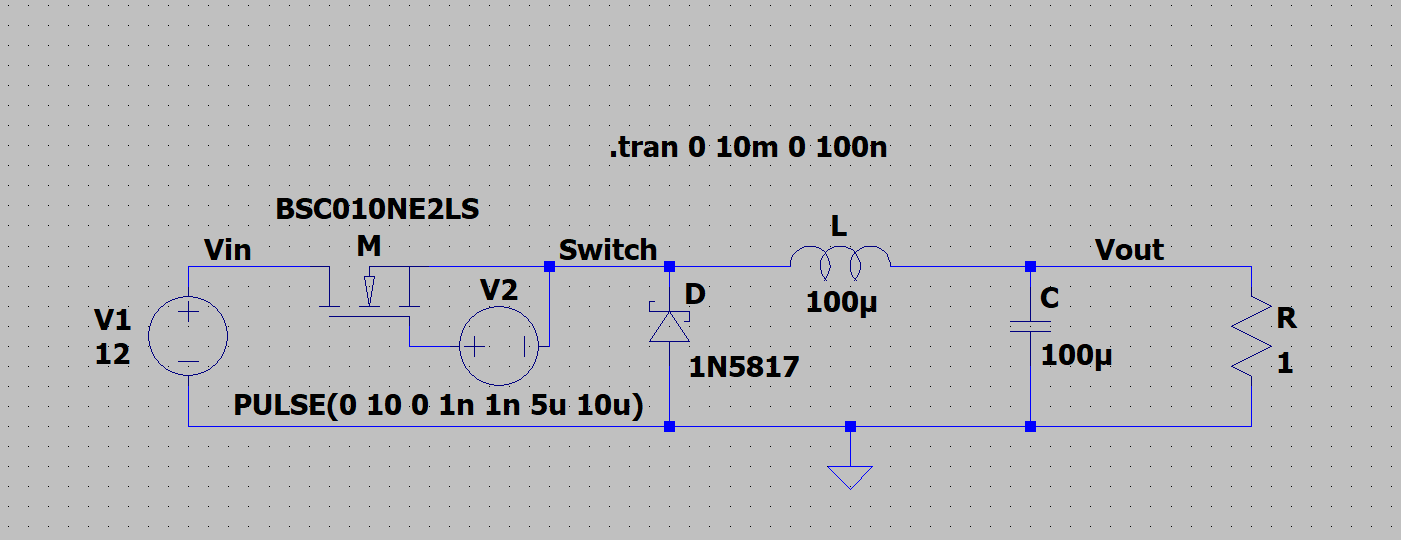 .tran 0 10m 0 100n
BSC010NE2LS
M
Vin
V1
12
V2
PULSE(0 10 0 1n 1n 5u 10u)
Switch
D
1N5817
L
100µ
Vout
C
100µ
R
1